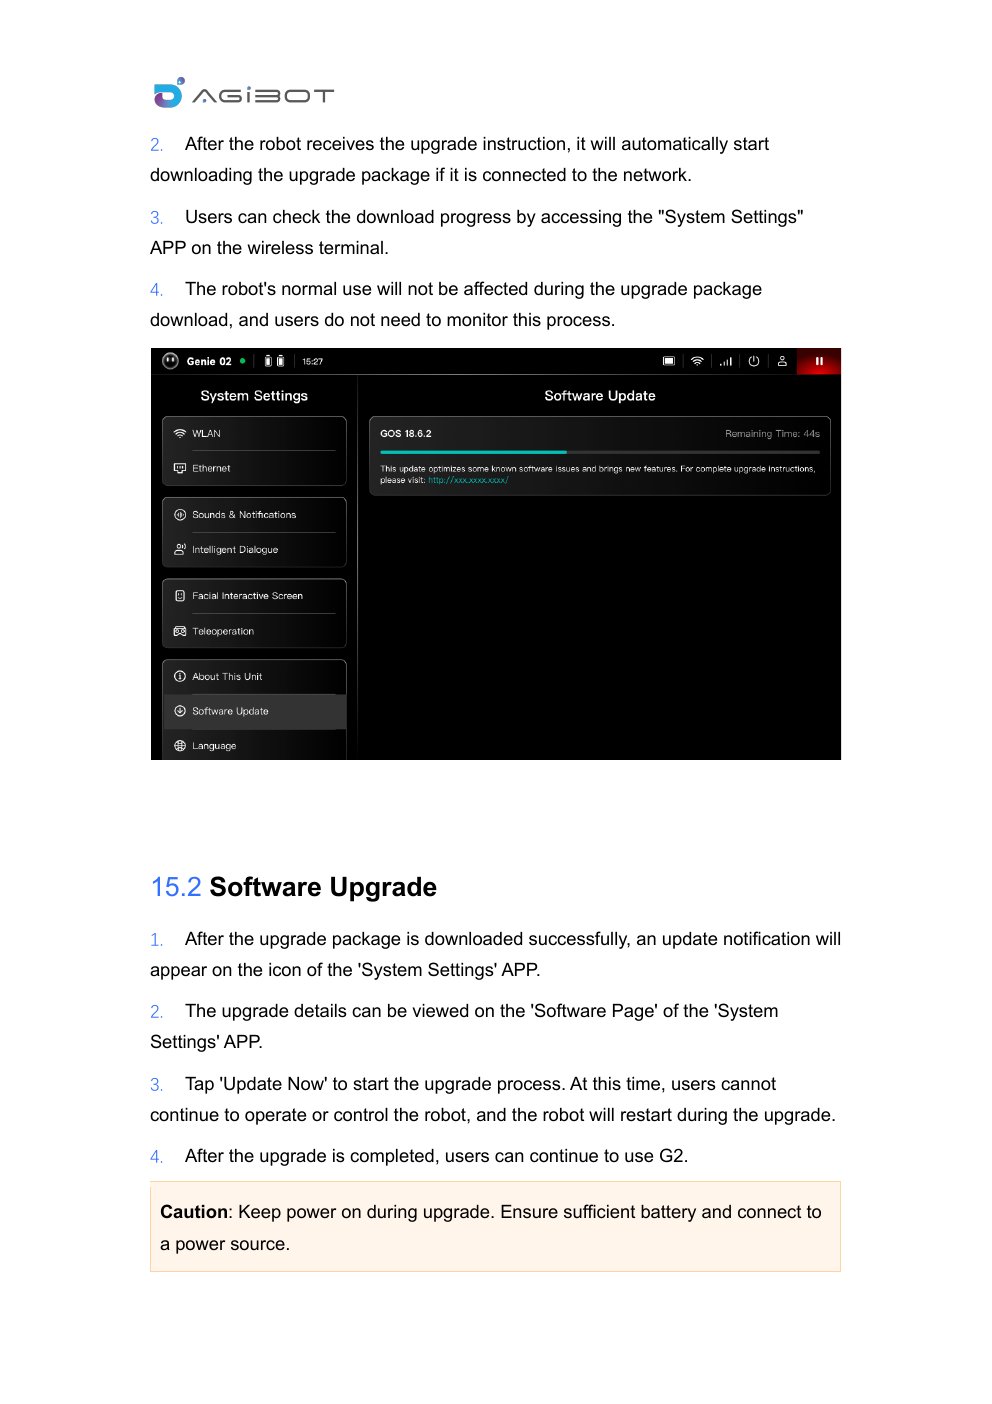 AGIBOT
2. After the robot receives the upgrade instruction, it will automatically start
downloading the upgrade package if it is connected to the network.
3. Users can check the download progress by accessing the "System Settings"
APP on the wireless terminal.
4. The robot's normal use will not be affected during the upgrade package
download, and users do not need to monitor this process.
Genie 02 15:27
System Settings
WLAN
Ethernet
Sounds & Notifications
Intelligent Dialogue
Facial Interactive Screen
Teleoperation
About This Unit
Software Update
Language
Software Update
GOS 18.6.2 Remaining Time: 44s
This update optimizes some known software issues and brings new features. For complete upgrade instructions,
please visit: http://xxx.xxxx.xxxx/
15.2 Software Upgrade
1. After the upgrade package is downloaded successfully, an update notification will
appear on the icon of the 'System Settings' APP.
2. The upgrade details can be viewed on the 'Software Page' of the 'System
Settings' APP.
3. Tap 'Update Now' to start the upgrade process. At this time, users cannot
continue to operate or control the robot, and the robot will restart during the upgrade.
4. After the upgrade is completed, users can continue to use G2.
Caution: Keep power on during upgrade. Ensure sufficient battery and connect to
a power source.